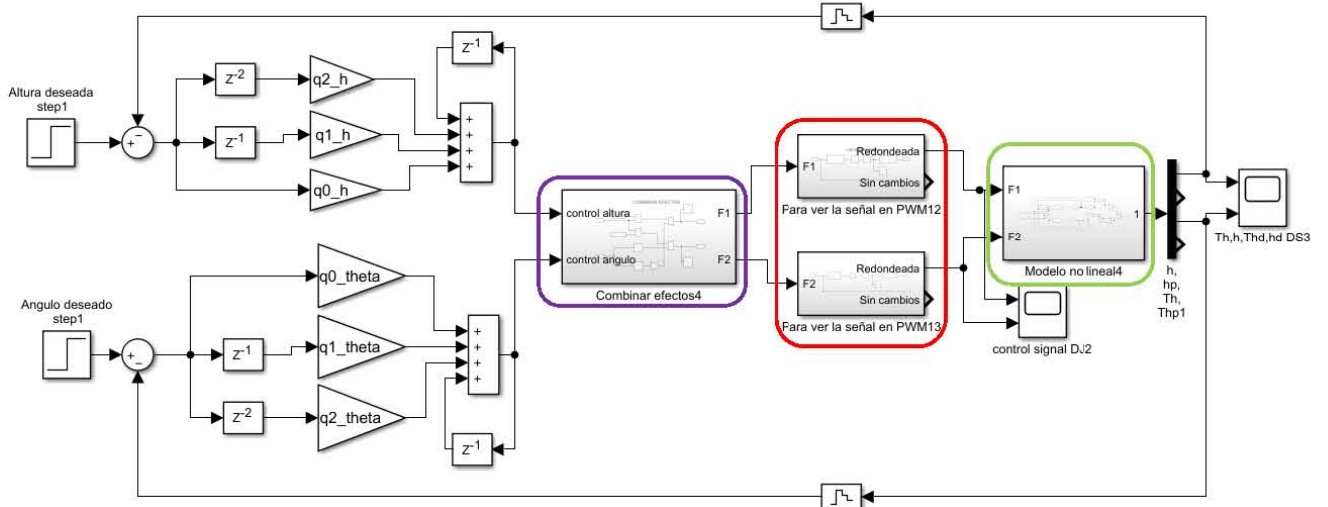 Altura deseada
step1
Z-2
q2_h
Z-1
q1_h
q0_h
Z-1
+
+
+
+
+
−
control altura
control angulo
F1
F2
Combinar efectos4
F1
Redondeada
Sin cambios
Para ver la señal en PWM12
F2
Redondeada
Sin cambios
Para ver la señal en PWM13
F1
F2
1
Modelo no lineal4
h,
hp,
Th,
Thp1
Th,h,Thd,hd DS3
control signal DJ2
Angulo deseado
step1
+
−
q0_theta
Z-1
q1_theta
Z-2
q2_theta
+
+
+
+
Z-1